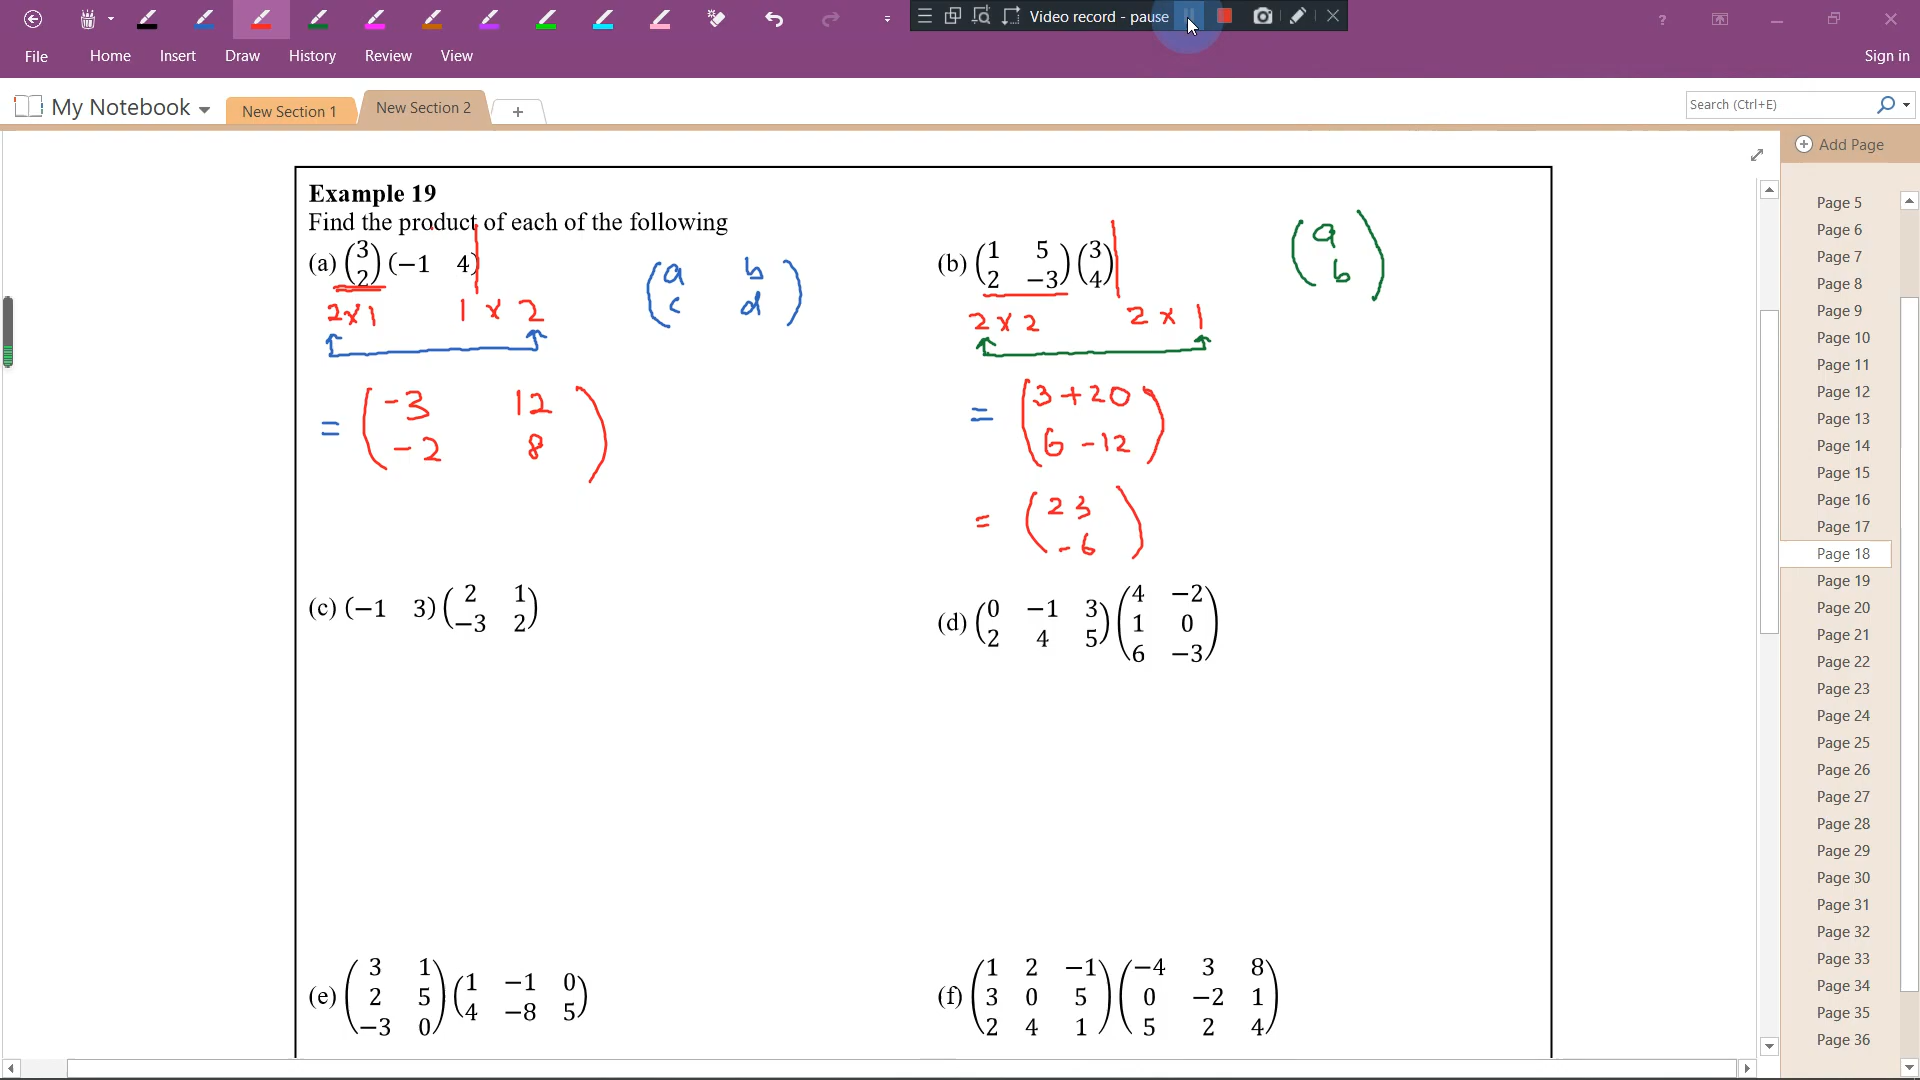 Video record - pause
?
File Home Insert Draw History Review View
Sign in
My Notebook New Section 1 New Section 2 +
Search (Ctrl+E)
Add Page
Example 19
Find the product of each of the following
(a) (3 2) (−1 4)
2x1 1 x 2
(a b
c d)
= (-3 12
-2 8)
(b) (1 5
2 −3) (3
4)
2 x 2 2 x 1
(a
b)
= (3+20
6 -12)
= (23
-6)
(c) (−1 3) (2 1
−3 2)
(d) (0 −1 3
2 4 5) (4 −2
1 0
6 −3)
(e) (3 1
2 5
−3 0) (1 −1 0
4 −8 5)
(f) (1 2 −1
3 0 5
2 4 1) (−4 3 8
0 −2 1
5 2 4)
Page 5
Page 6
Page 7
Page 8
Page 9
Page 10
Page 11
Page 12
Page 13
Page 14
Page 15
Page 16
Page 17
Page 18
Page 19
Page 20
Page 21
Page 22
Page 23
Page 24
Page 25
Page 26
Page 27
Page 28
Page 29
Page 30
Page 31
Page 32
Page 33
Page 34
Page 35
Page 36